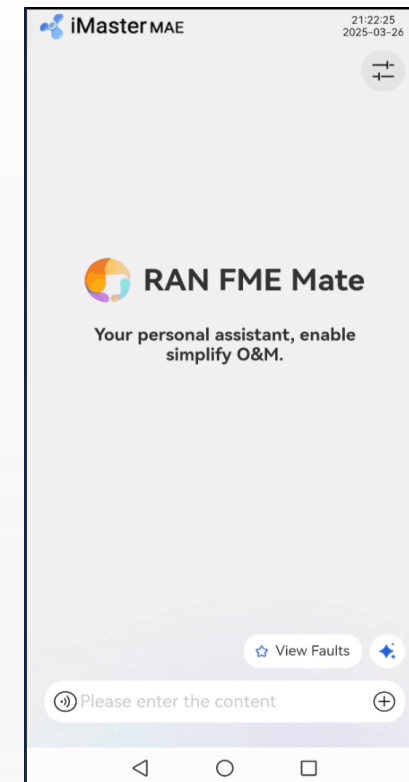 iMaster MAE
21:22:25
2025-03-26
RAN FME Mate
Your personal assistant, enable
simplify O&M.
View Faults
Please enter the content